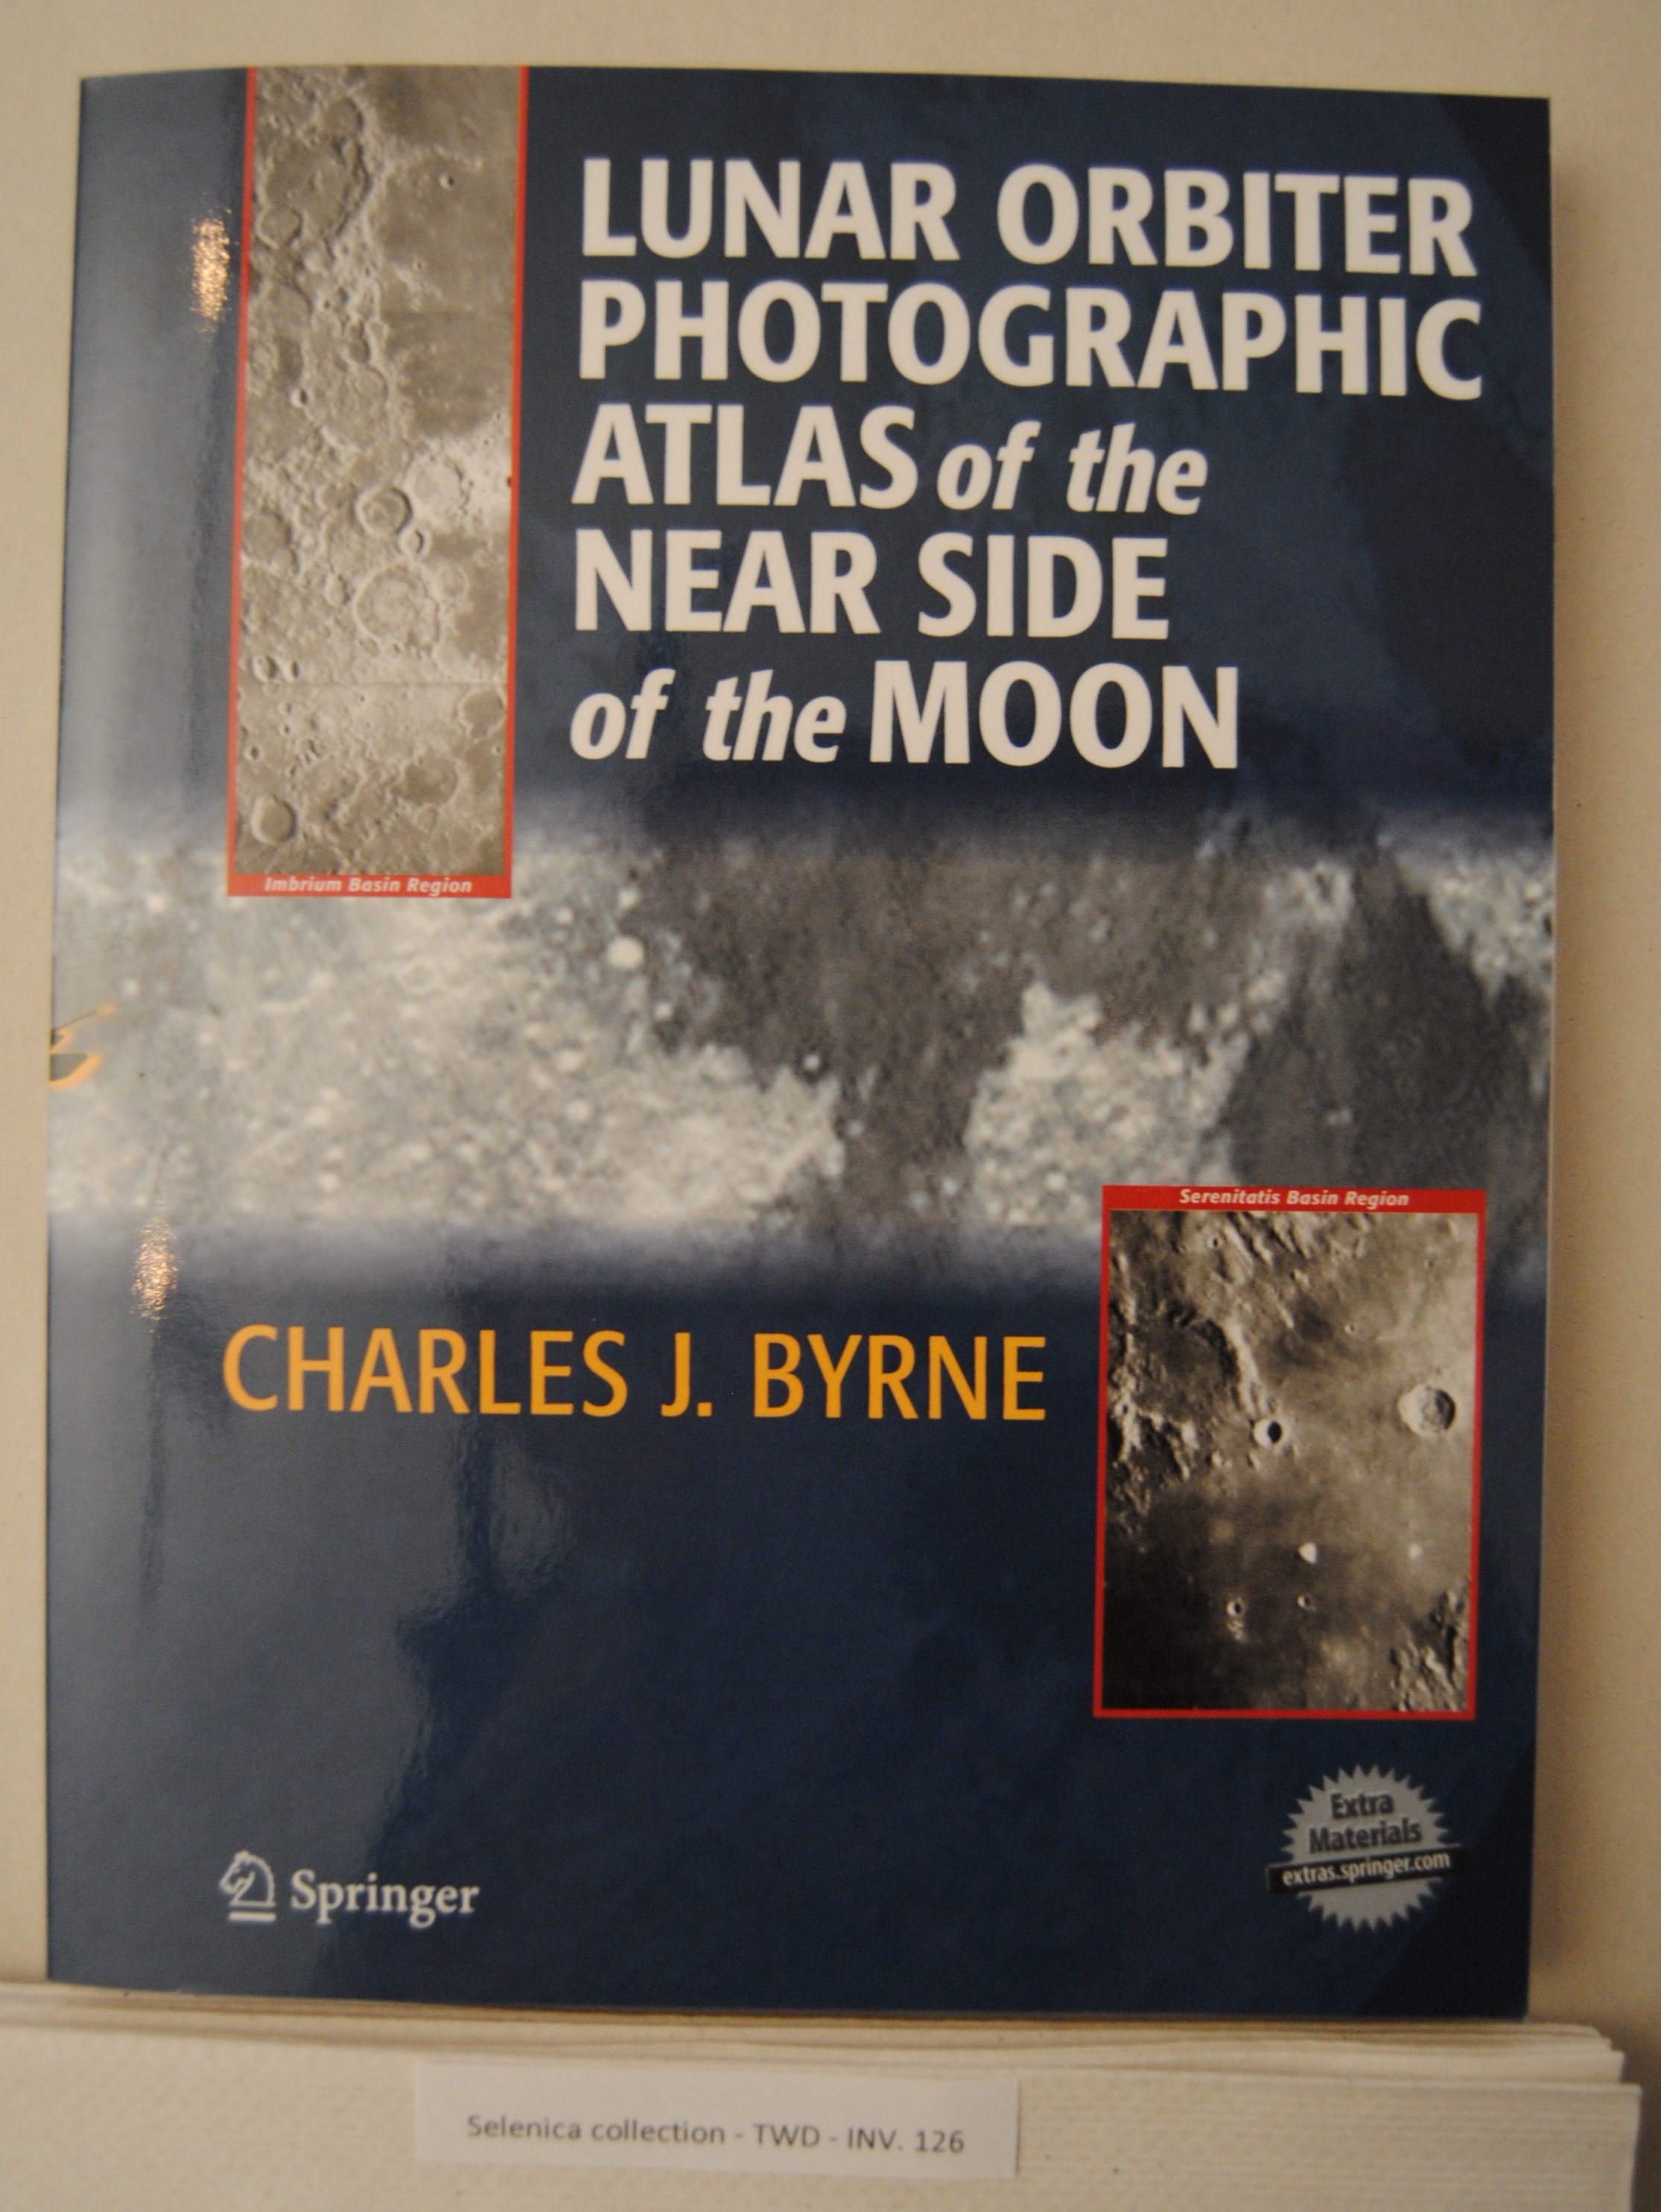 LUNAR ORBITER
PHOTOGRAPHIC
ATLAS of the
NEAR SIDE
of the MOON
Imbrium Basin Region
Serenitatis Basin Region
CHARLES J. BYRNE
Extra
Materials
extras.springer.com
Springer
Selenica collection - TWD - INV. 126